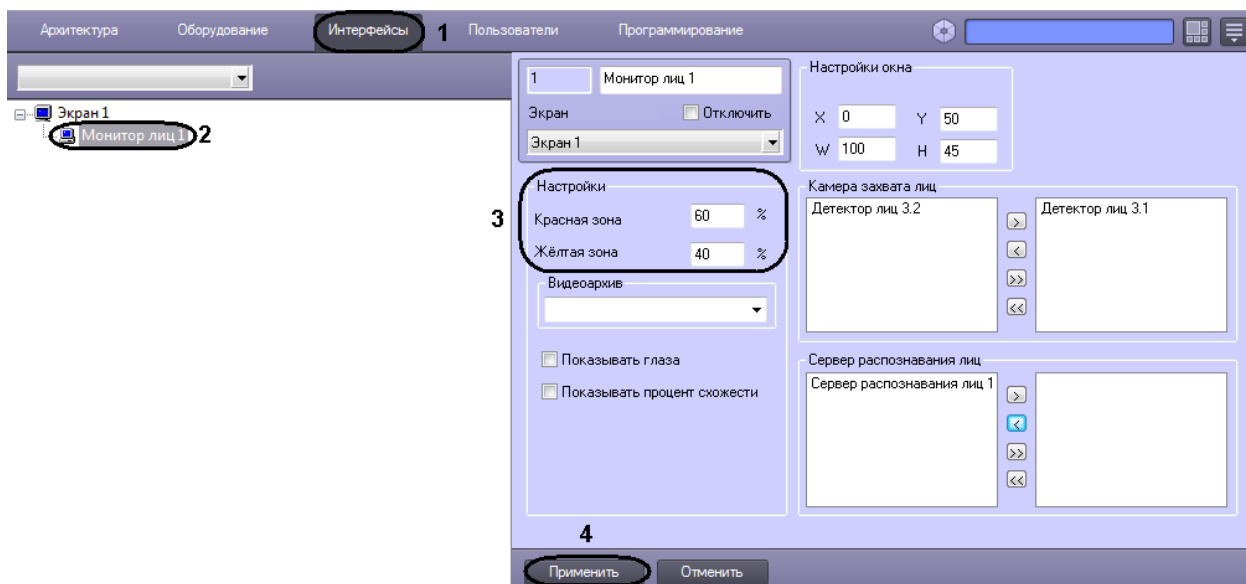 Архитектура Оборудование Интерфейсы 1 Пользователи Программирование
Экран 1
Монитор лиц 1 2
1 Монитор лиц 1
Экран Отключить
Экран 1
Настройки окна
X 0 Y 50
W 100 H 45
3
Настройки
Красная зона 60 %
Жёлтая зона 40 %
Видеоархив
Показывать глаза
Показывать процент схожести
Камера захвата лиц
Детектор лиц 3.2 > Детектор лиц 3.1
<
>>
<<
Сервер распознавания лиц
Сервер распознавания лиц 1 >
<
>>
<<
4
Применить Отменить